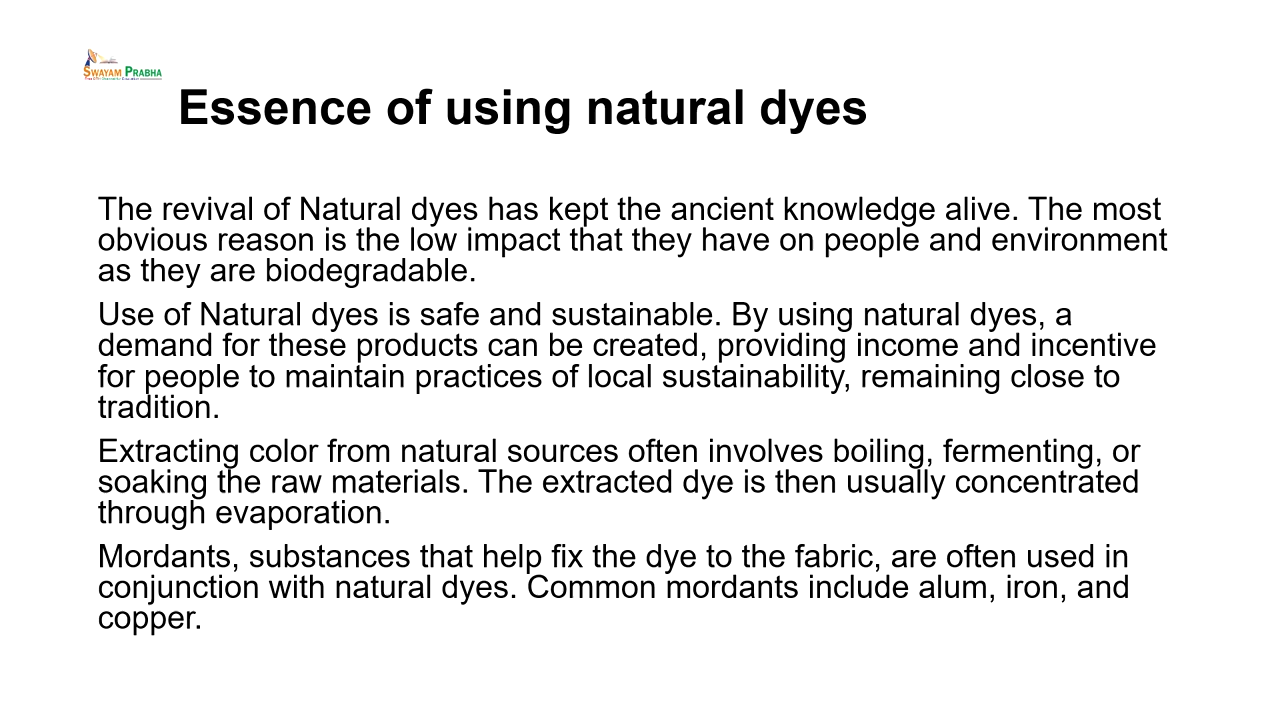 SWAYAM PRABHA
Essence of using natural dyes
The revival of Natural dyes has kept the ancient knowledge alive. The most
obvious reason is the low impact that they have on people and environment
as they are biodegradable.
Use of Natural dyes is safe and sustainable. By using natural dyes, a
demand for these products can be created, providing income and incentive
for people to maintain practices of local sustainability, remaining close to
tradition.
Extracting color from natural sources often involves boiling, fermenting, or
soaking the raw materials. The extracted dye is then usually concentrated
through evaporation.
Mordants, substances that help fix the dye to the fabric, are often used in
conjunction with natural dyes. Common mordants include alum, iron, and
copper.